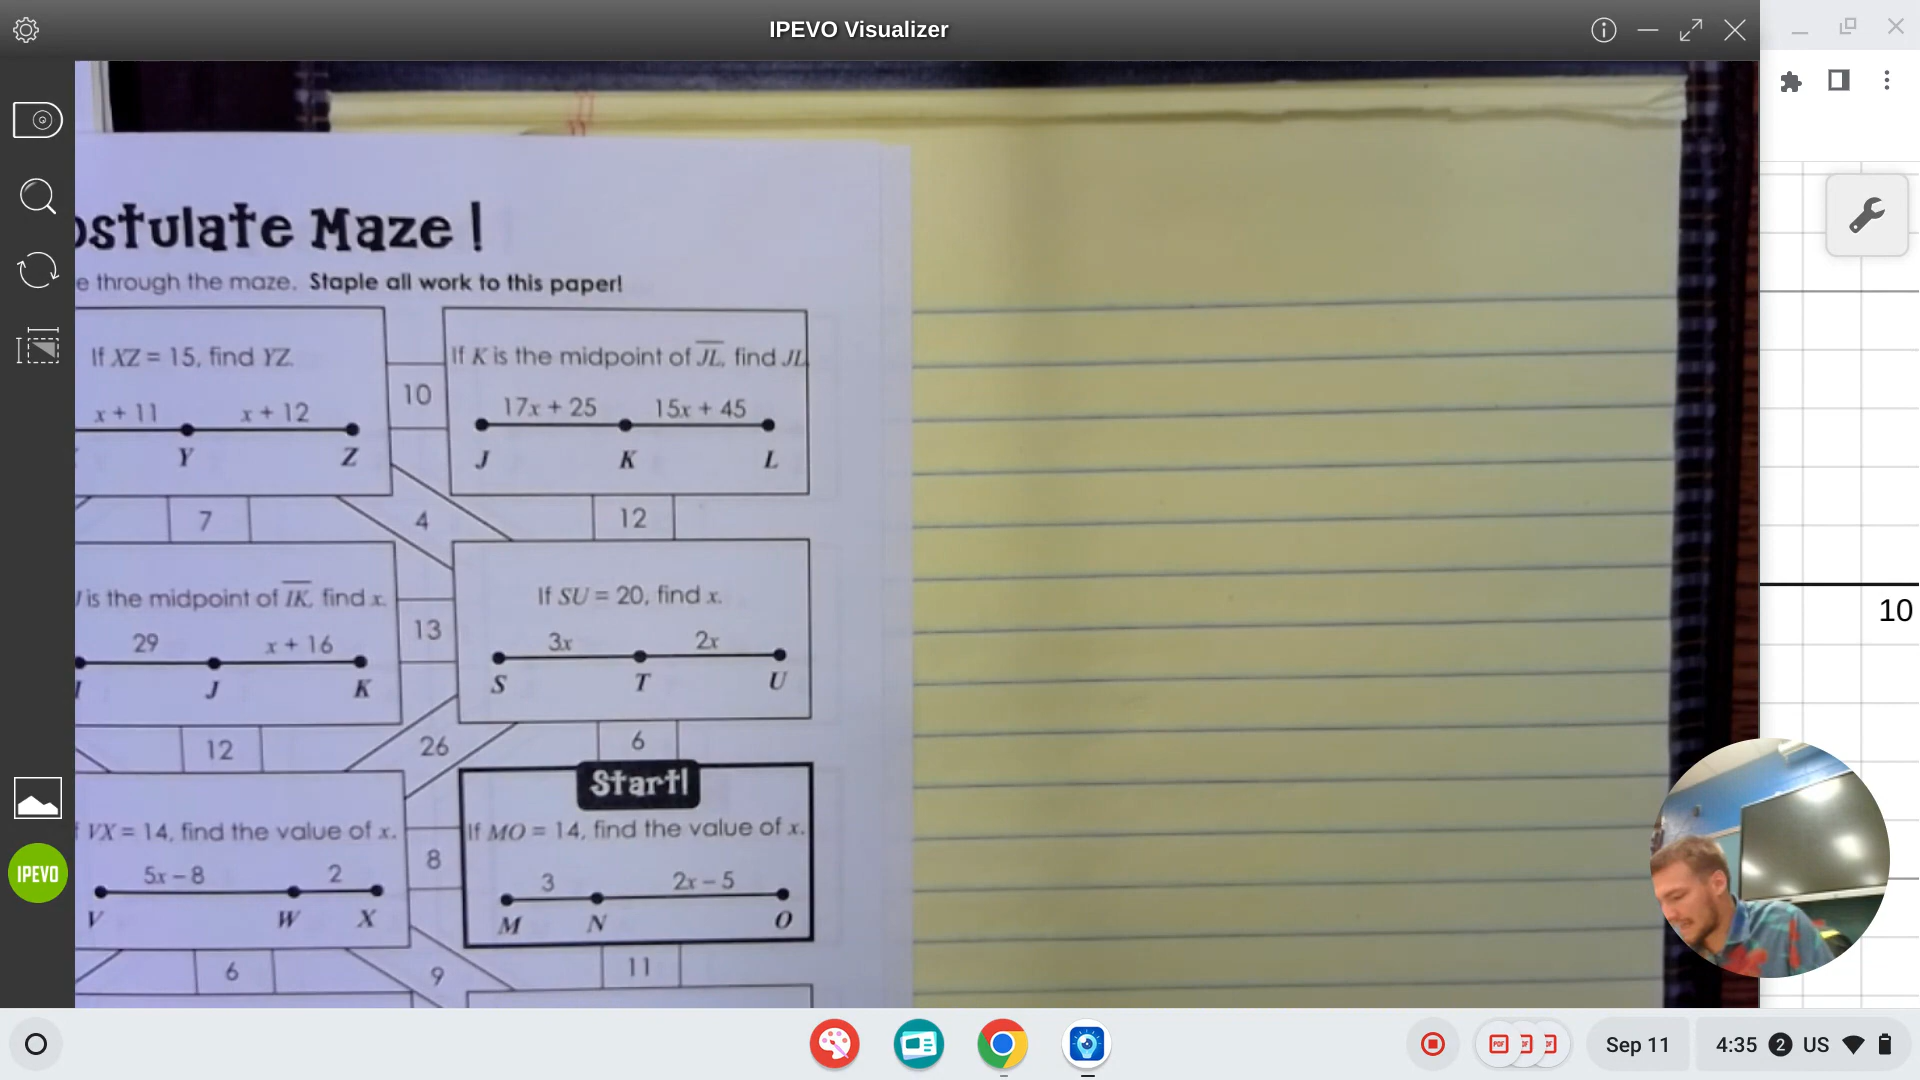 IPEVO Visualizer
ostulate Maze!
e through the maze. Staple all work to this paper!
If XZ = 15, find YZ.
x + 11 x + 12
Y Z
10
If K is the midpoint of JL, find JL
17x + 25 15x + 45
J K L
7
4
12
is the midpoint of IK, find x.
29 x + 16
I J K
13
If SU = 20, find x.
3x 2x
S T U
12
26
6
Start!
VX = 14, find the value of x.
5x – 8 2
V W X
8
If MO = 14, find the value of x.
3 2x – 5
M N O
6
9
11
10
IPEVO
PDF
Sep 11
4:35 2 US